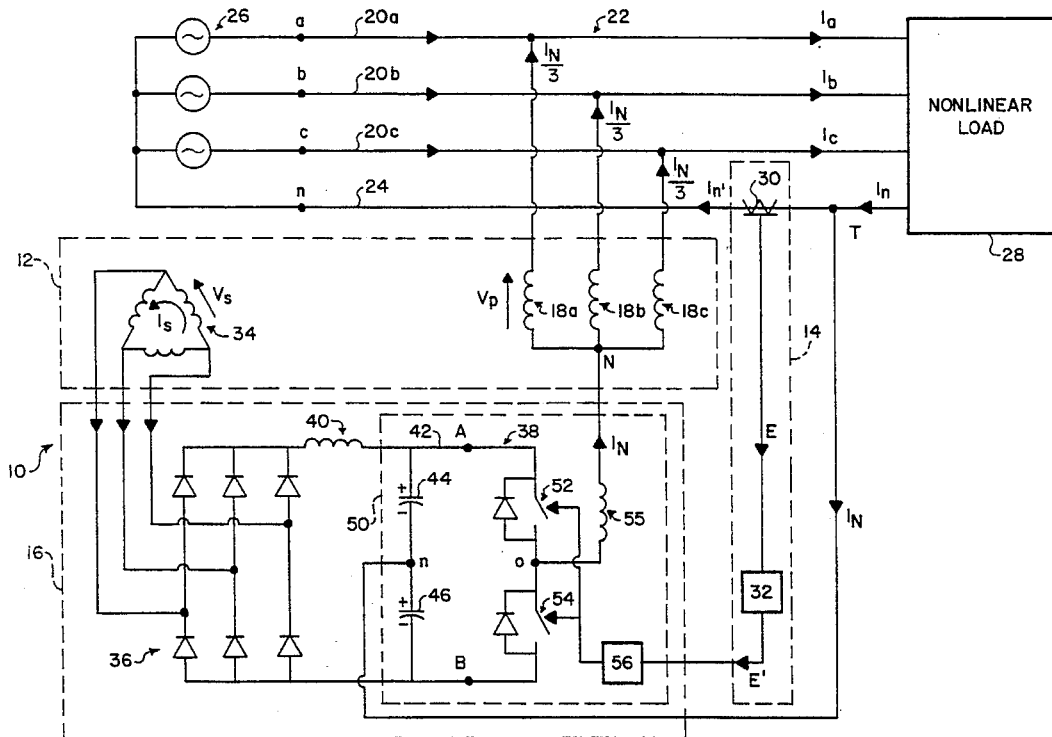 26 a 20a 22 Ia
IN/3
b 20b Ib
IN/3
NONLINEAR
LOAD
c 20c Ic
IN/3
30
n 24 In' In
T
28
12
Vs
Is
34
Vp
18a 18b 18c
14
N
40
42 A 38
IN
E
10
44
52
50
55
IN
n
o
16
46
54
32
36
B
56
E'